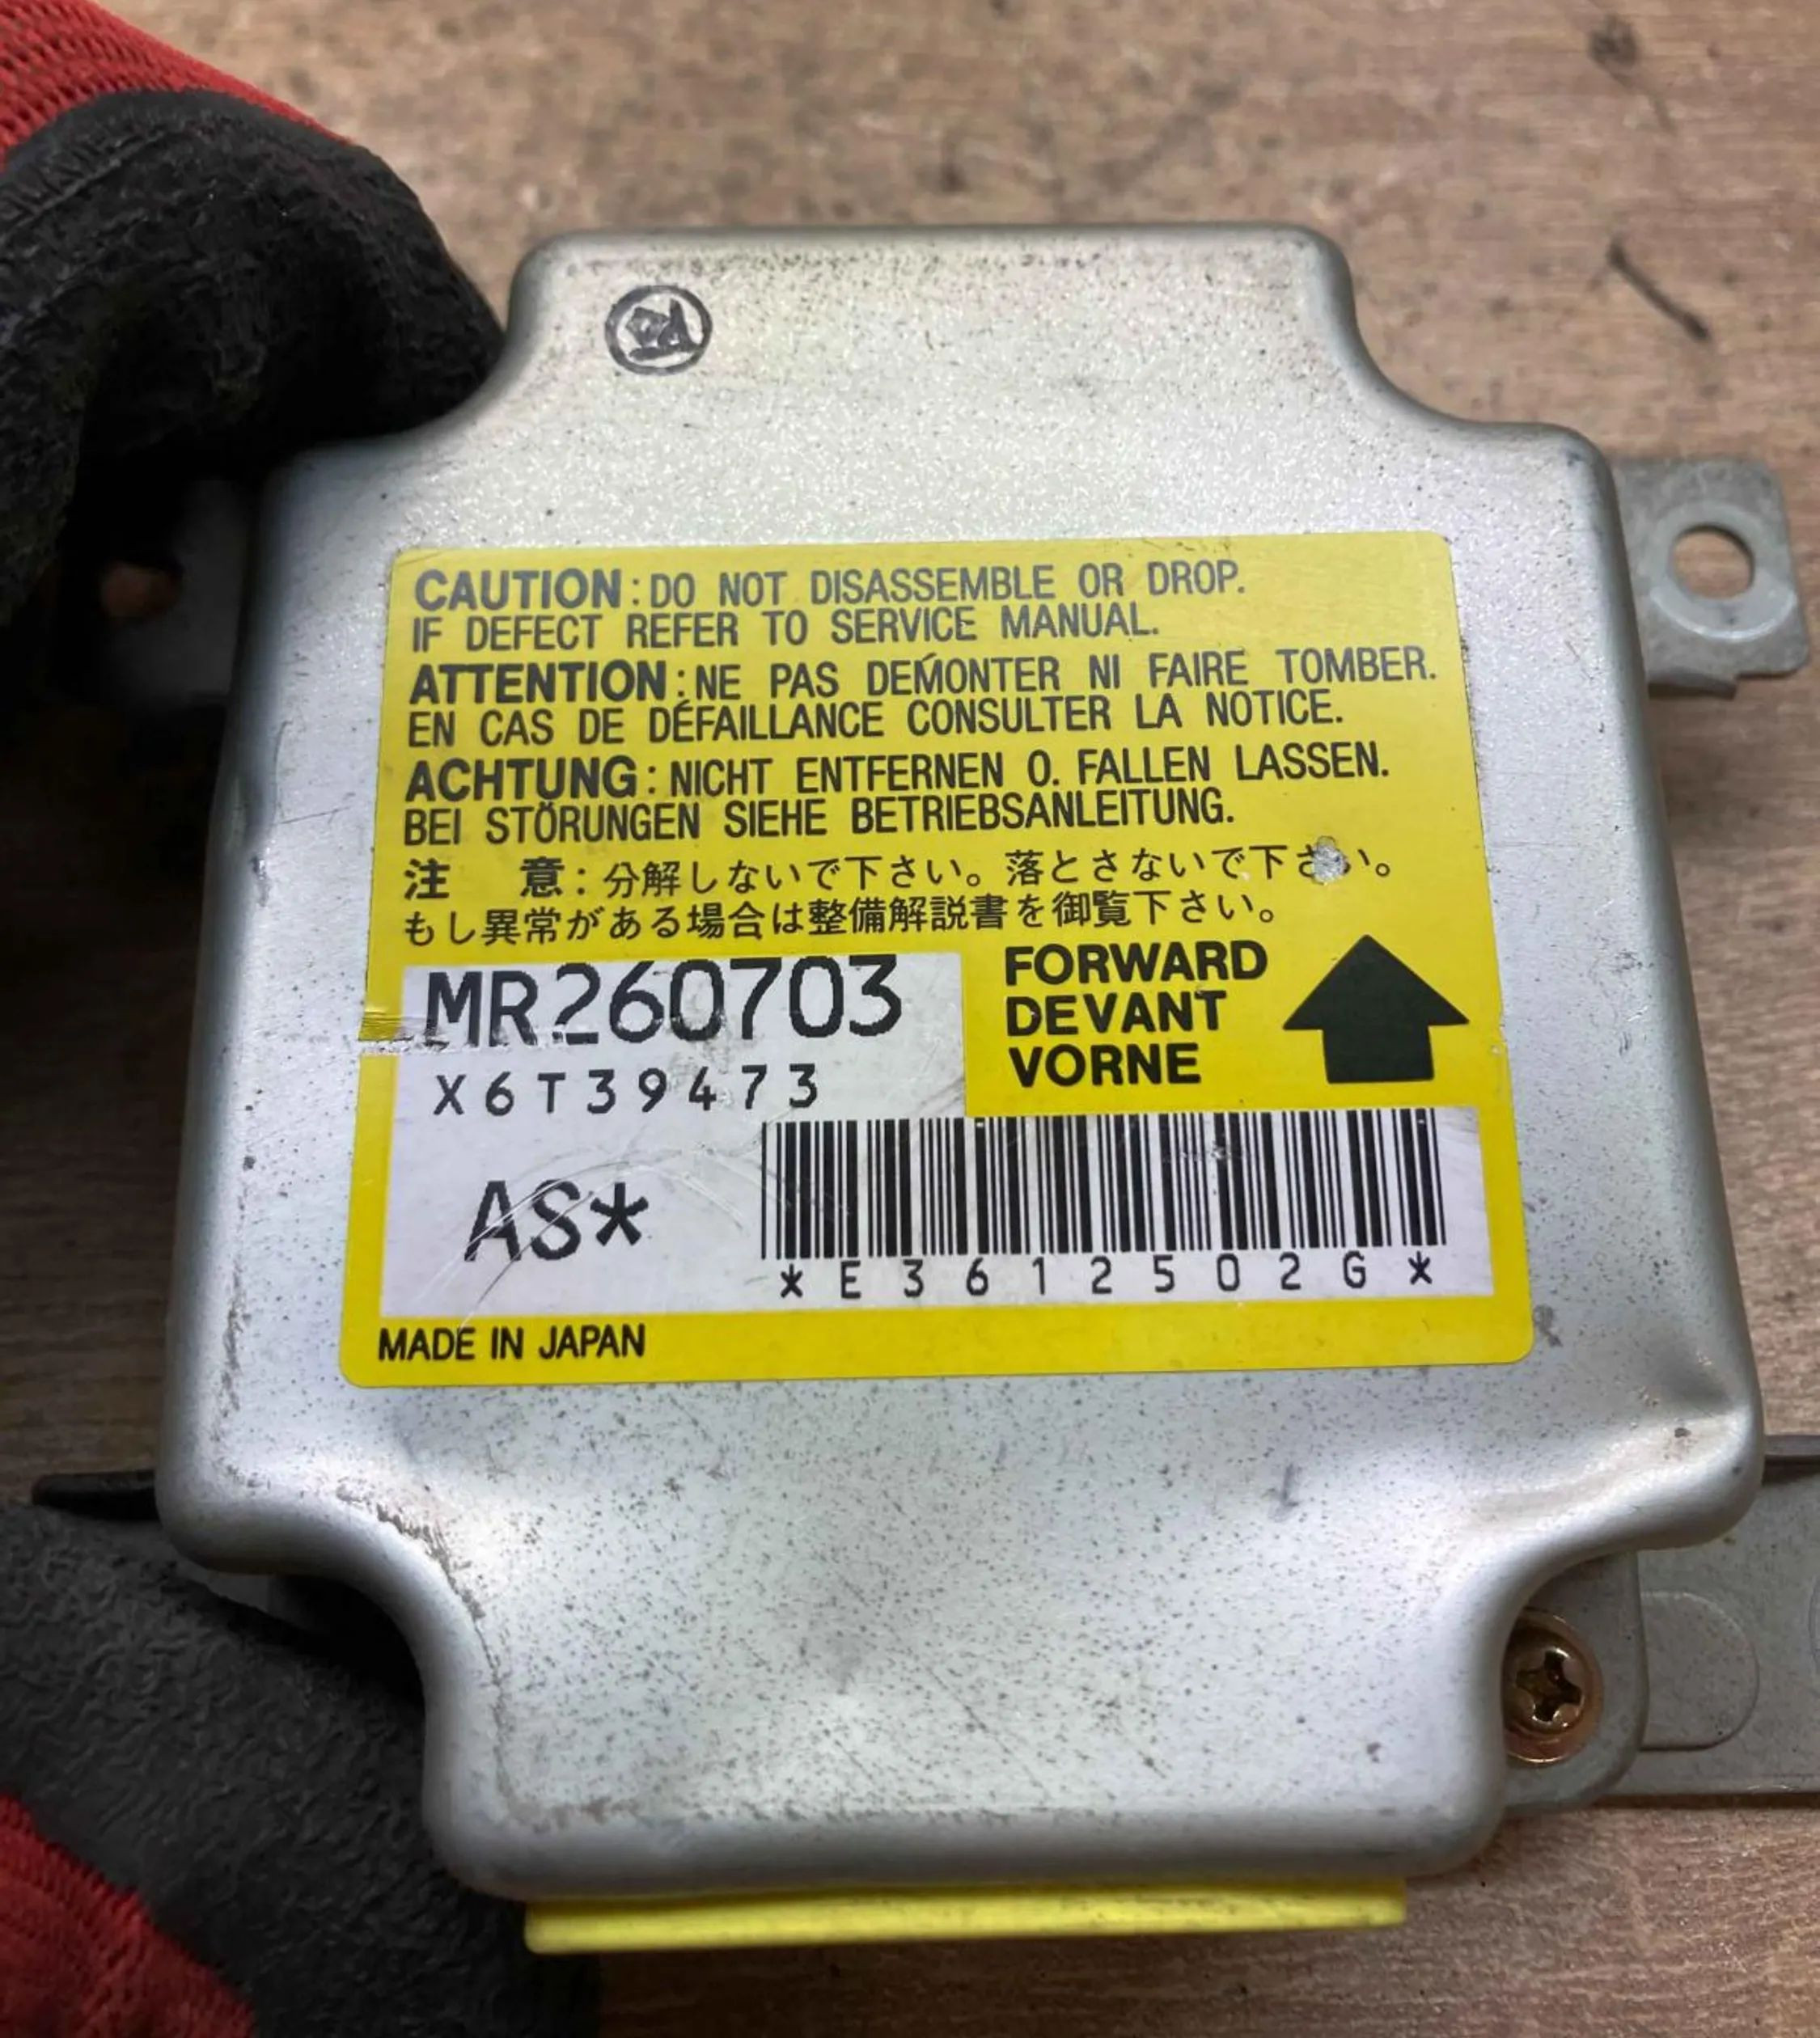 CAUTION : DO NOT DISASSEMBLE OR DROP.
IF DEFECT REFER TO SERVICE MANUAL.
ATTENTION : NE PAS DÉMONTER NI FAIRE TOMBER.
EN CAS DE DÉFAILLANCE CONSULTER LA NOTICE.
ACHTUNG : NICHT ENTFERNEN O. FALLEN LASSEN.
BEI STÖRUNGEN SIEHE BETRIEBSANLEITUNG.
注 意 : 分解しないで下さい。落とさないで下さい。
もし異常がある場合は整備解説書を御覧下さい。
MR260703
X6T39473
FORWARD
DEVANT
VORNE
AS*
*E3612502G*
MADE IN JAPAN